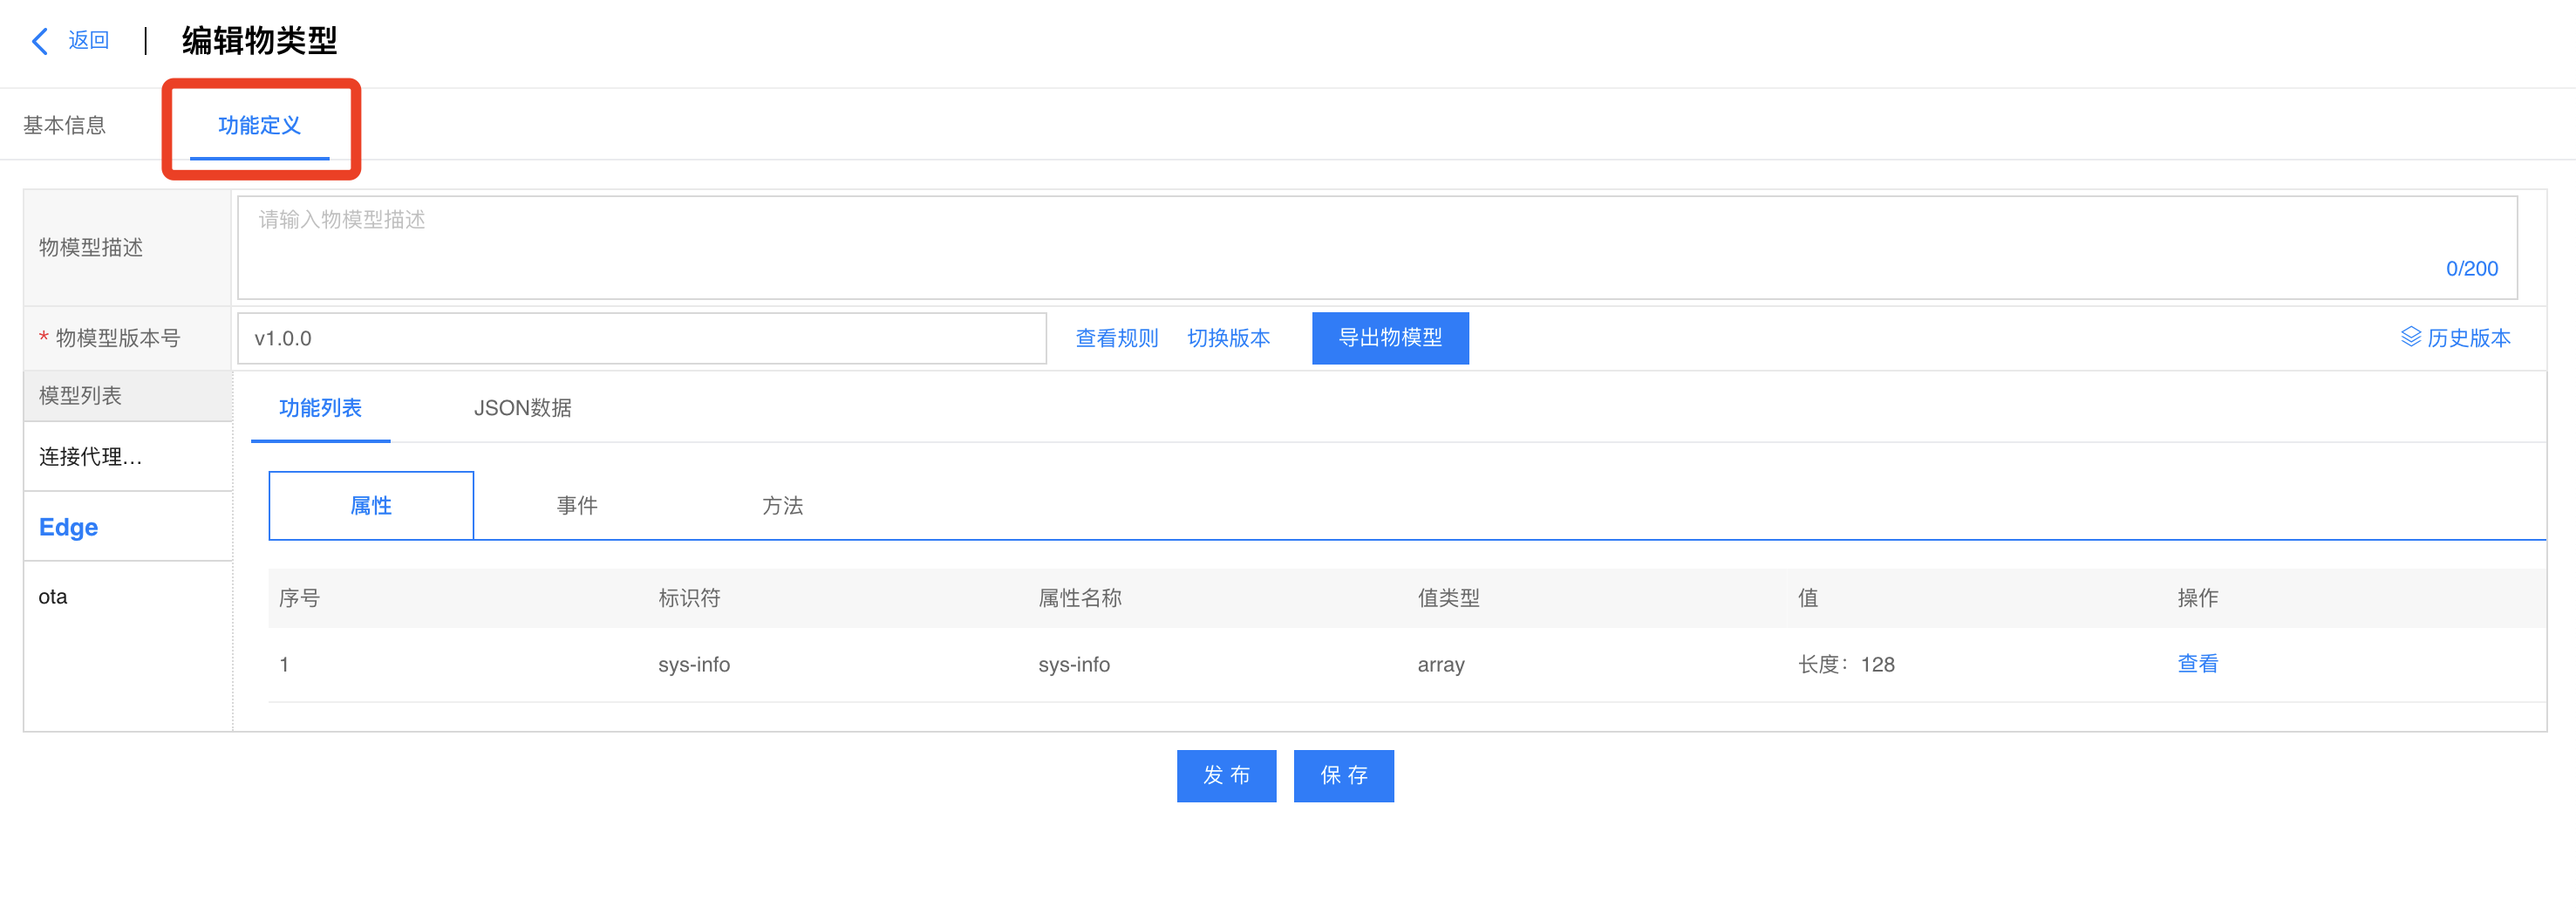 返回 | 编辑物类型
基本信息 功能定义
物模型描述 请输入物模型描述
0/200
* 物模型版本号 v1.0.0 查看规则 切换版本 导出物模型 历史版本
模型列表 功能列表 JSON数据
连接代理...
属性 事件 方法
Edge
序号 标识符 属性名称 值类型 值 操作
ota
1 sys-info sys-info array 长度：128 查看
发布 保存